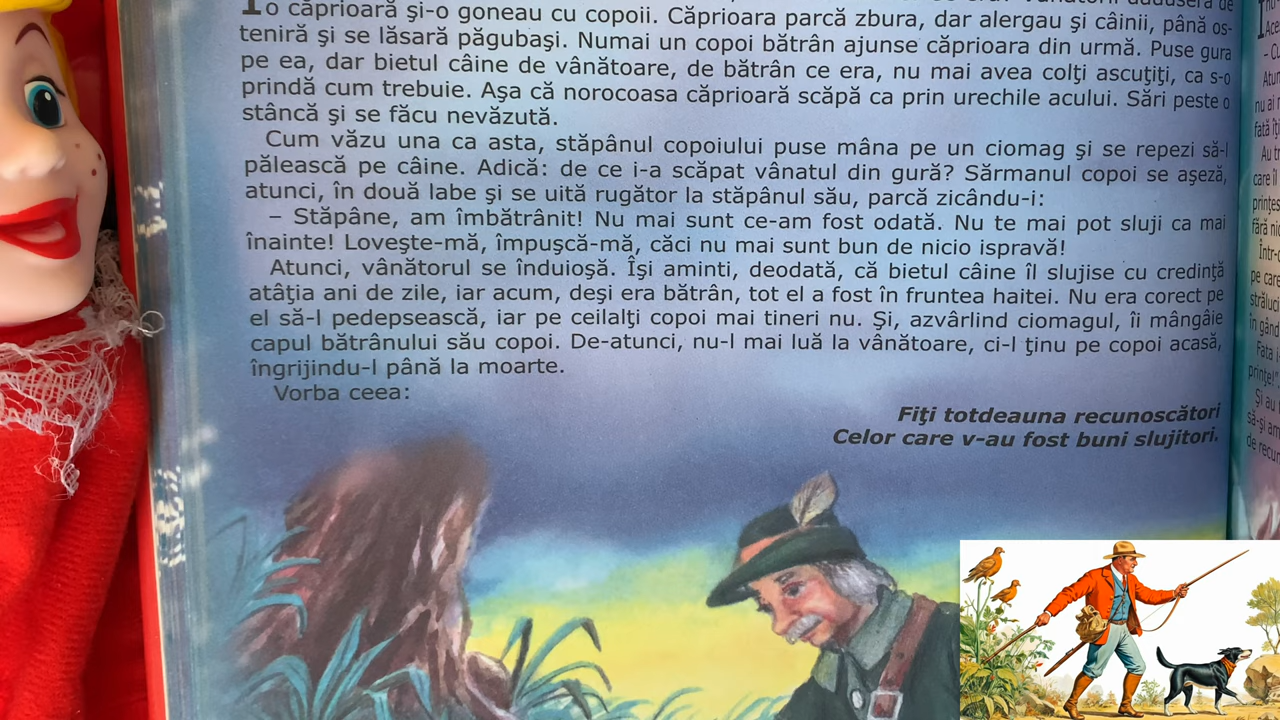 o căprioară şi-o goneau cu copoii. Căprioara parcă zbura, dar alergau şi câinii, până os-
teniră şi se lăsară păgubaşi. Numai un copoi bătrân ajunse căprioara din urmă. Puse gura
pe ea, dar bietul câine de vânătoare, de bătrân ce era, nu mai avea colţi ascuţiţi, ca s-o
prindă cum trebuie. Aşa că norocoasa căprioară scăpă ca prin urechile acului. Sări peste o
stâncă şi se făcu nevăzută.
Cum văzu una ca asta, stăpânul copoiului puse mâna pe un ciomag şi se repezi să-l
pălească pe câine. Adică: de ce i-a scăpat vânatul din gură? Sărmanul copoi se aşeză,
atunci, în două labe şi se uită rugător la stăpânul său, parcă zicându-i:
– Stăpâne, am îmbătrânit! Nu mai sunt ce-am fost odată. Nu te mai pot sluji ca mai
înainte! Loveşte-mă, împuşcă-mă, căci nu mai sunt bun de nicio ispravă!
Atunci, vânătorul se înduioşă. Îşi aminti, deodată, că bietul câine îl slujise cu credinţă
atâţia ani de zile, iar acum, deşi era bătrân, tot el a fost în fruntea haitei. Nu era corect pe
el să-l pedepsească, iar pe ceilalţi copoi mai tineri nu. Şi, azvârlind ciomagul, îi mângâie
capul bătrânului său copoi. De-atunci, nu-l mai luă la vânătoare, ci-l ţinu pe copoi acasă,
îngrijindu-l până la moarte.
Vorba ceea:
Fiţi totdeauna recunoscători
Celor care v-au fost buni slujitori.